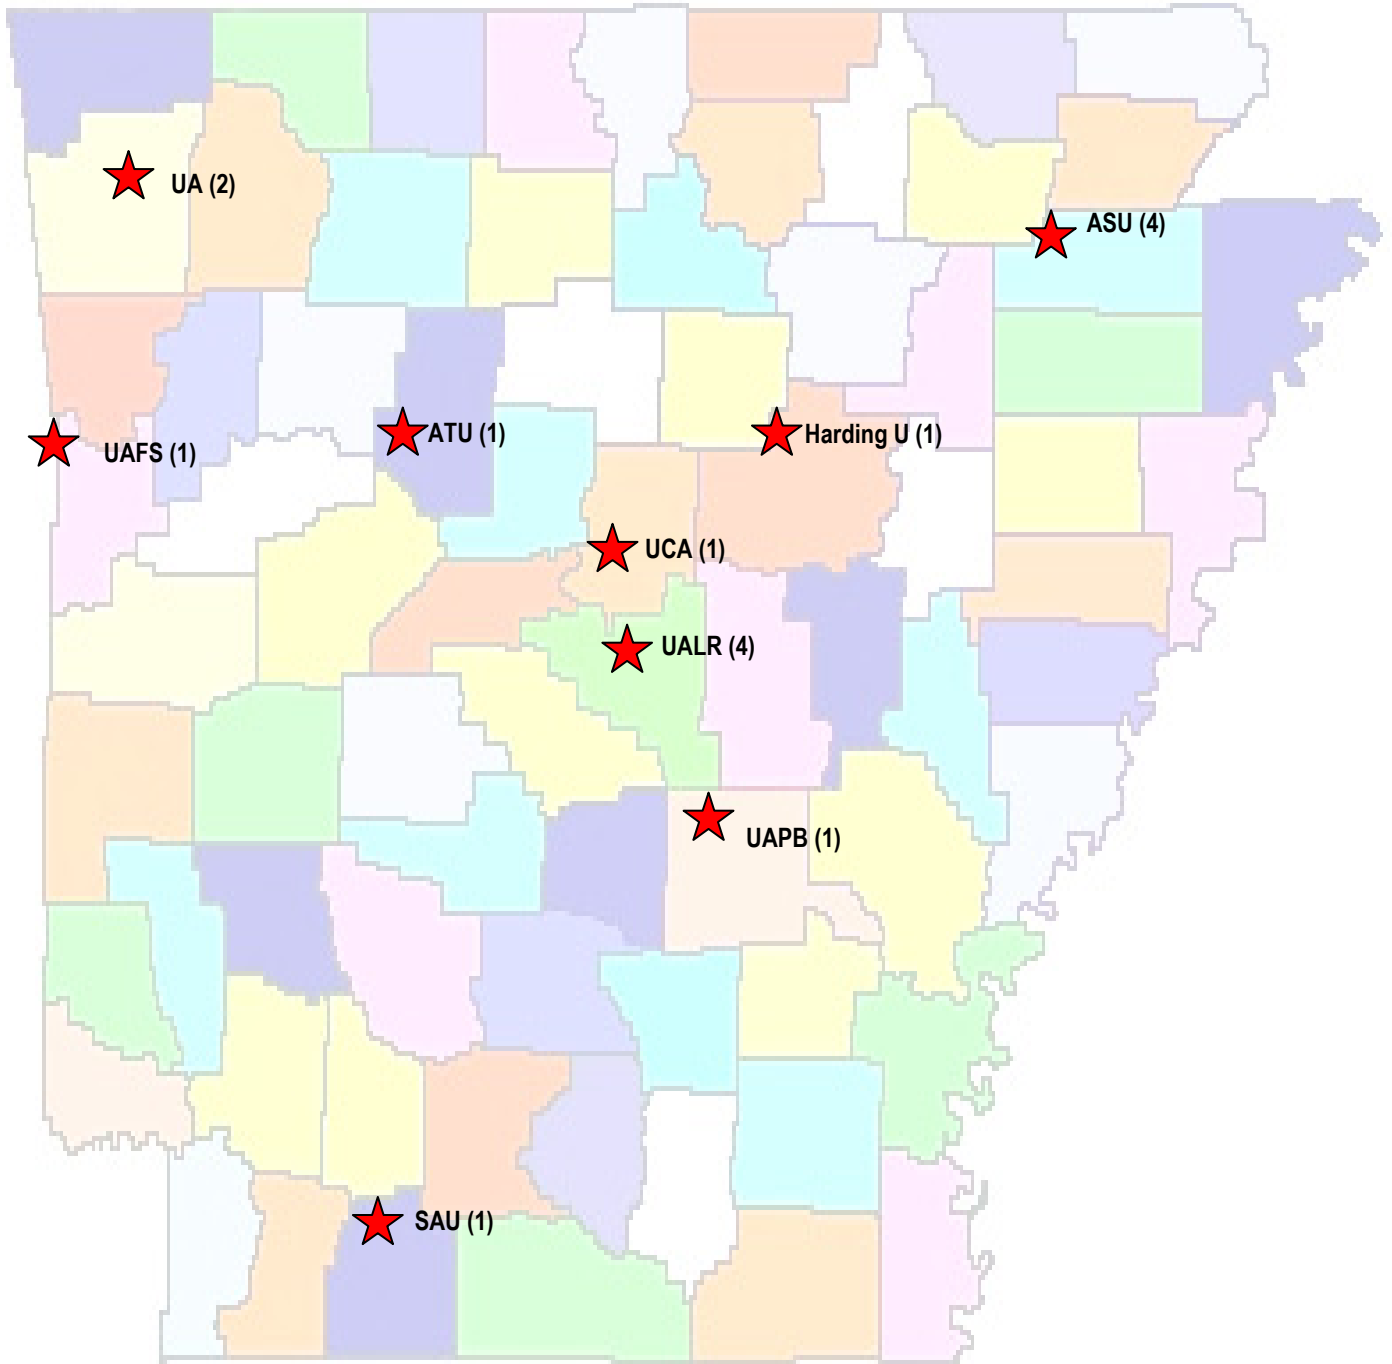 UA (2)
ASU (4)
ATU (1)
Harding U (1)
UAFS (1)
UCA (1)
UALR (4)
UAPB (1)
SAU (1)